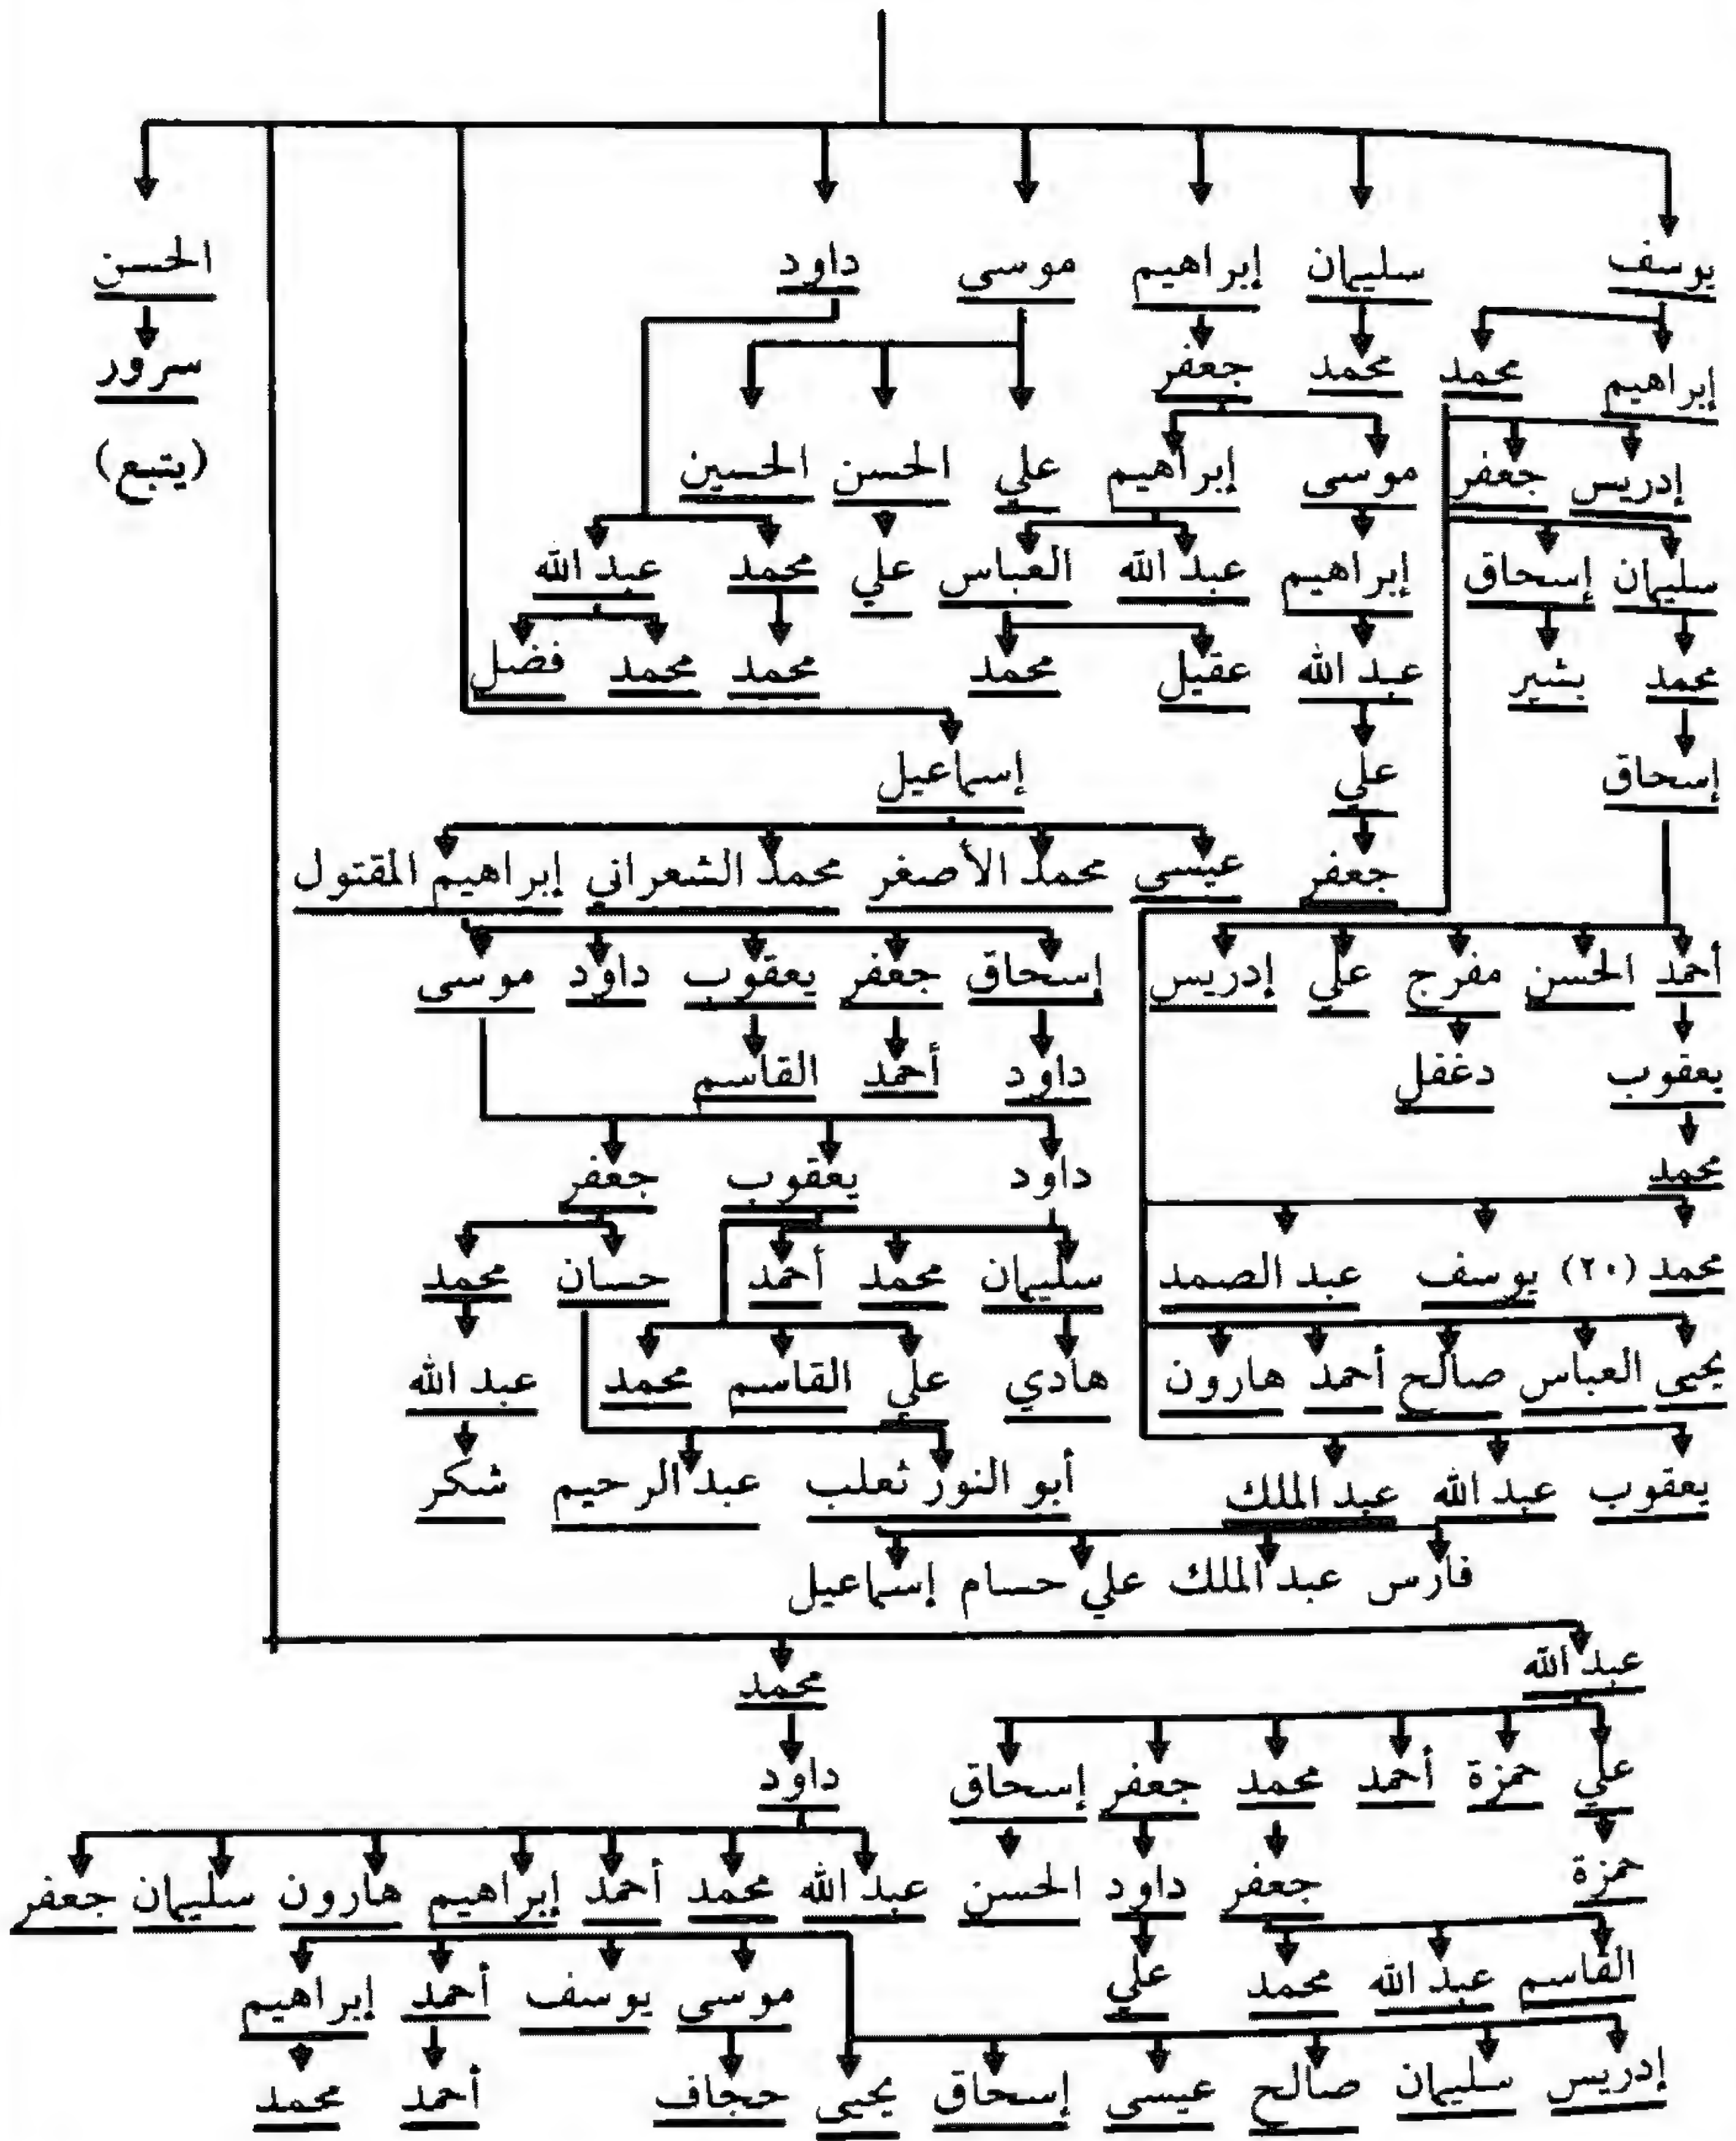 الحسن داود موسى إبراهيم سليمان يوسف
سرور جعفر محمد محمد إبراهيم
(يتبع) الحسين الحسن علي إبراهيم موسى جعفر إدريس
عبد الله محمد علي العباس عبد الله إبراهيم إسحاق سليمان
فضل محمد محمد محمد عقيل عبد الله بشير محمد
إسماعيل علي إسحاق
إبراهيم المقتول محمد الشعراني محمد الأصغر عيسى جعفر
موسى داود يعقوب جعفر إسحاق إدريس علي مفرج الحسن أحمد
القاسم أحمد داود دغفل يعقوب
جعفر يعقوب داود محمد
محمد حسان أحمد محمد سليمان عبد الصمد يوسف محمد (٢٠)
عبد الله محمد القاسم علي هادي هارون أحمد صالح العباس يحيى
شكر عبد الرحيم أبو النور ثعلب عبد الملك عبد الله يعقوب
فارس عبد الملك علي حسام إسماعيل
محمد عبد الله
داود إسحاق جعفر محمد أحمد حمزة علي
جعفر سليمان هارون إبراهيم أحمد محمد عبد الله الحسن داود جعفر حمزة
إبراهيم أحمد يوسف موسى علي محمد عبد الله القاسم
محمد أحمد حجاف يحيى إسحاق عيسى صالح سليمان إدريس